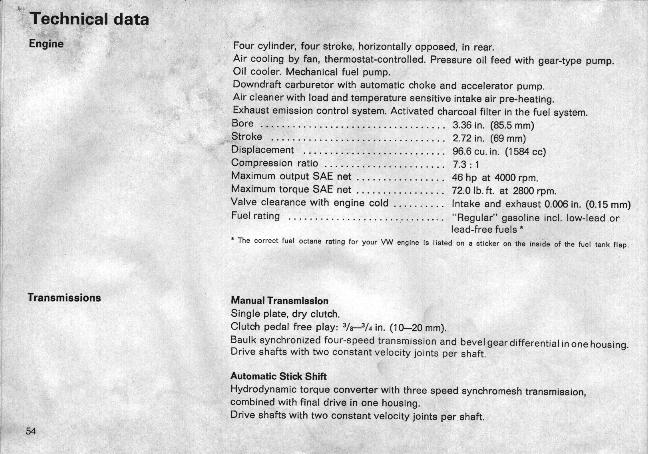 Technical data
Engine
Four cylinder, four stroke, horizontally opposed, in rear.
Air cooling by fan, thermostat-controlled. Pressure oil feed with gear-type pump.
Oil cooler. Mechanical fuel pump.
Downdraft carburetor with automatic choke and accelerator pump.
Air cleaner with load and temperature sensitive intake air pre-heating.
Exhaust emission control system. Activated charcoal filter in the fuel system.
Bore .................................. 3.36 in. (85.5 mm)
Stroke ................................ 2.72 in. (69 mm)
Displacement .......................... 96.6 cu. in. (1584 cc)
Compression ratio ...................... 7.3 : 1
Maximum output SAE net ................ 46 hp at 4000 rpm.
Maximum torque SAE net ................ 72.0 lb. ft. at 2800 rpm.
Valve clearance with engine cold .......... Intake and exhaust 0.006 in. (0.15 mm)
Fuel rating ............................. "Regular" gasoline incl. low-lead or
lead-free fuels *
* The correct fuel octane rating for your VW engine is listed on a sticker on the inside of the fuel tank flap.
Transmissions
Manual Transmission
Single plate, dry clutch.
Clutch pedal free play: 3/8—3/4 in. (10—20 mm).
Baulk synchronized four-speed transmission and bevel gear differential in one housing.
Drive shafts with two constant velocity joints per shaft.
Automatic Stick Shift
Hydrodynamic torque converter with three speed synchromesh transmission,
combined with final drive in one housing.
Drive shafts with two constant velocity joints per shaft.
54